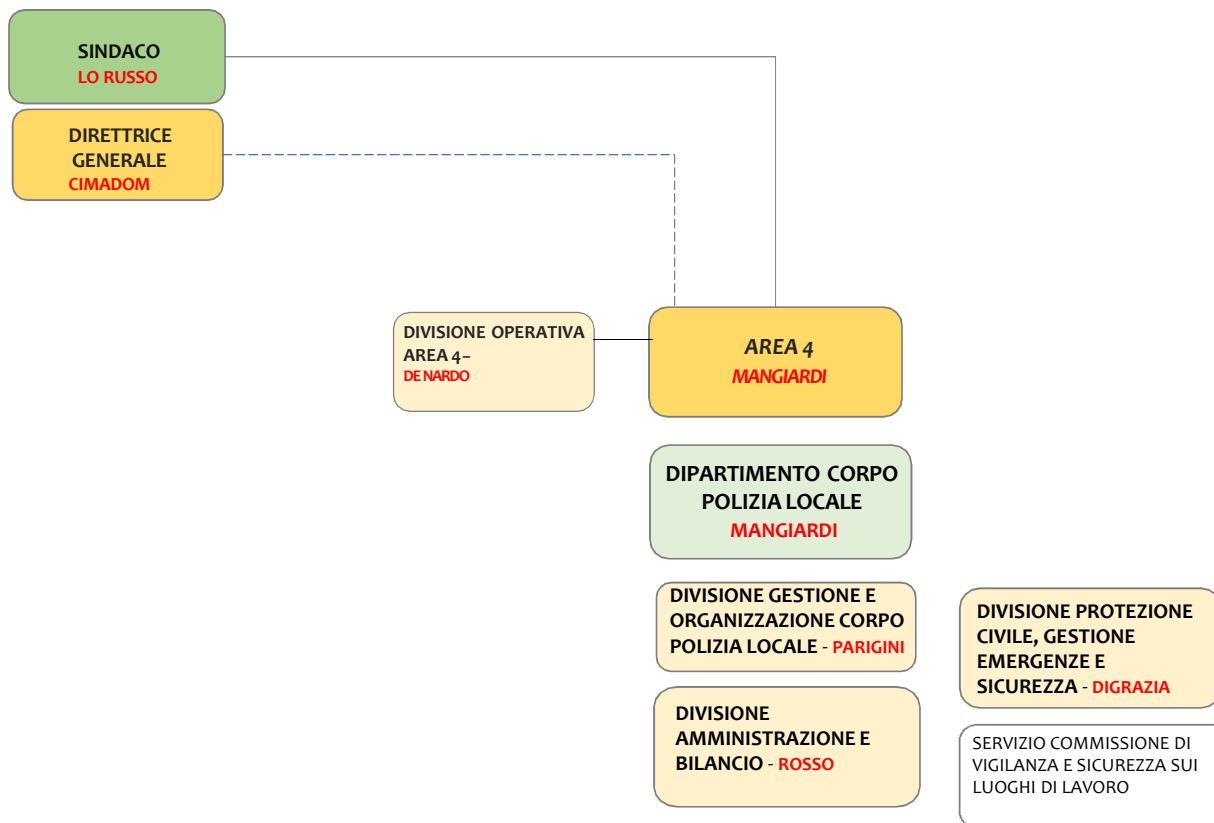 SINDACO
LO RUSSO
DIRETTRICE
GENERALE
CIMADOM
DIVISIONE OPERATIVA
AREA 4–
DE NARDO
AREA 4
MANGIARDI
DIPARTIMENTO CORPO
POLIZIA LOCALE
MANGIARDI
DIVISIONE GESTIONE E
ORGANIZZAZIONE CORPO
POLIZIA LOCALE - PARIGINI
DIVISIONE PROTEZIONE
CIVILE, GESTIONE
EMERGENZE E
SICUREZZA - DIGRAZIA
DIVISIONE
AMMINISTRAZIONE E
BILANCIO - ROSSO
SERVIZIO COMMISSIONE DI
VIGILANZA E SICUREZZA SUI
LUOGHI DI LAVORO